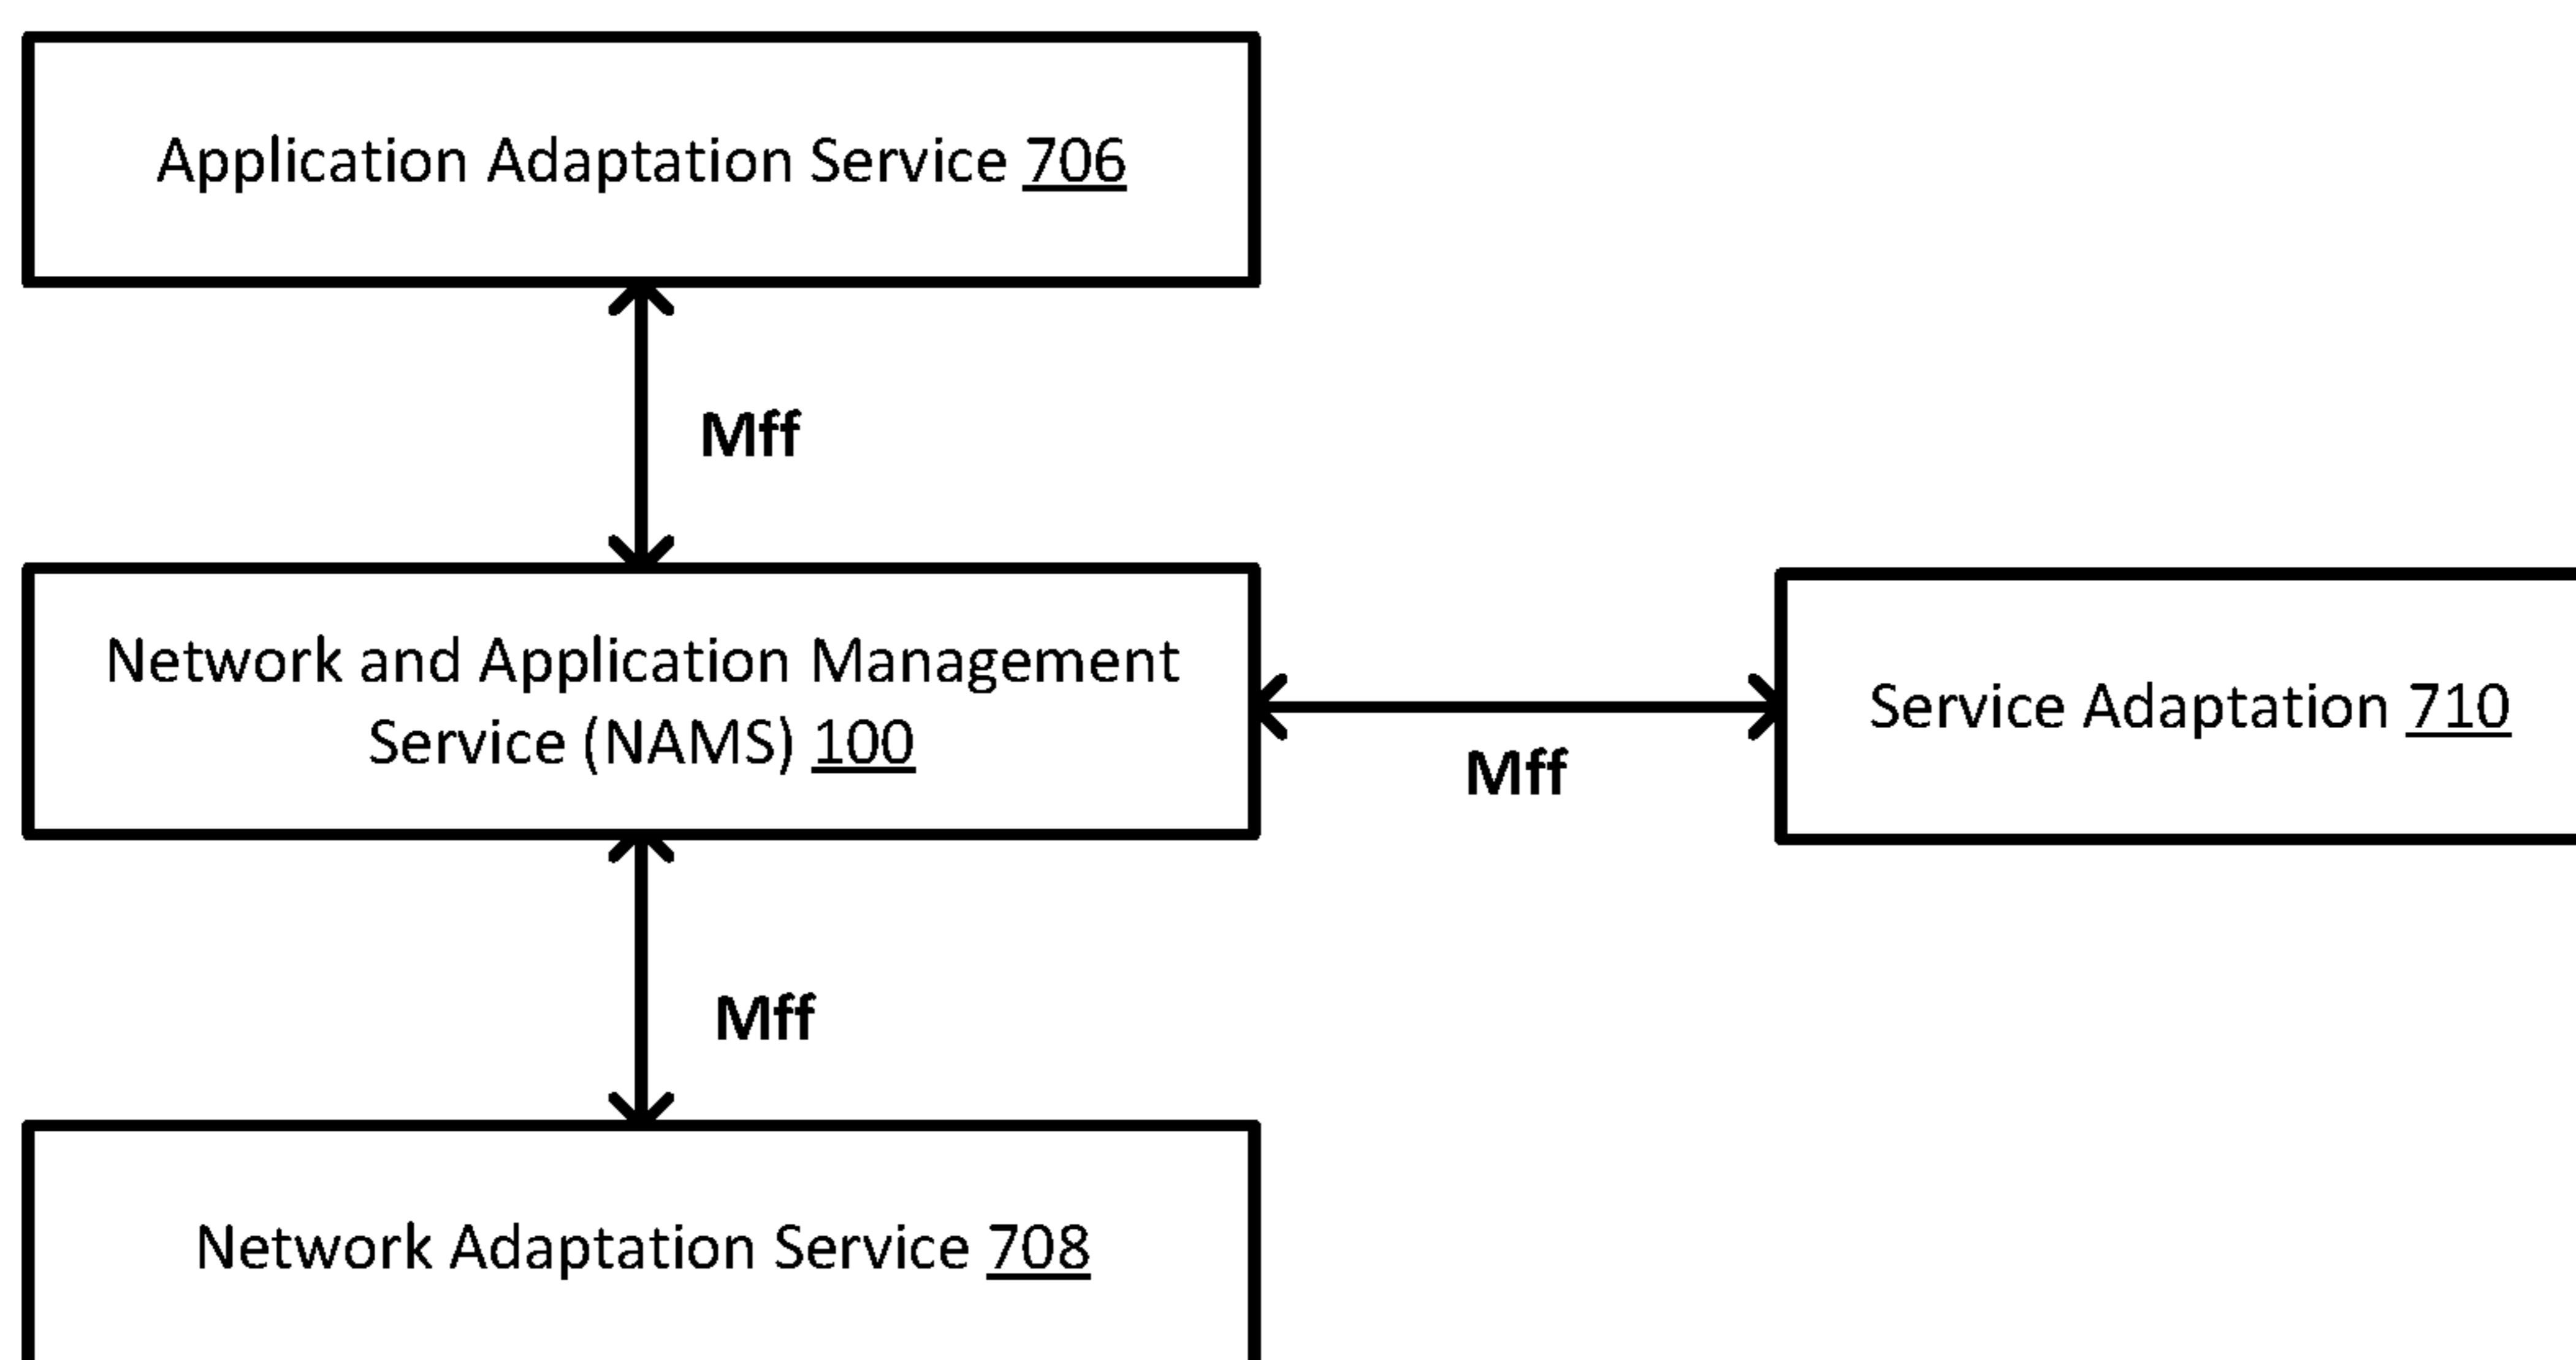 Application Adaptation Service 706
Mff
Network and Application Management
Service (NAMS) 100
Service Adaptation 710
Mff
Mff
Network Adaptation Service 708